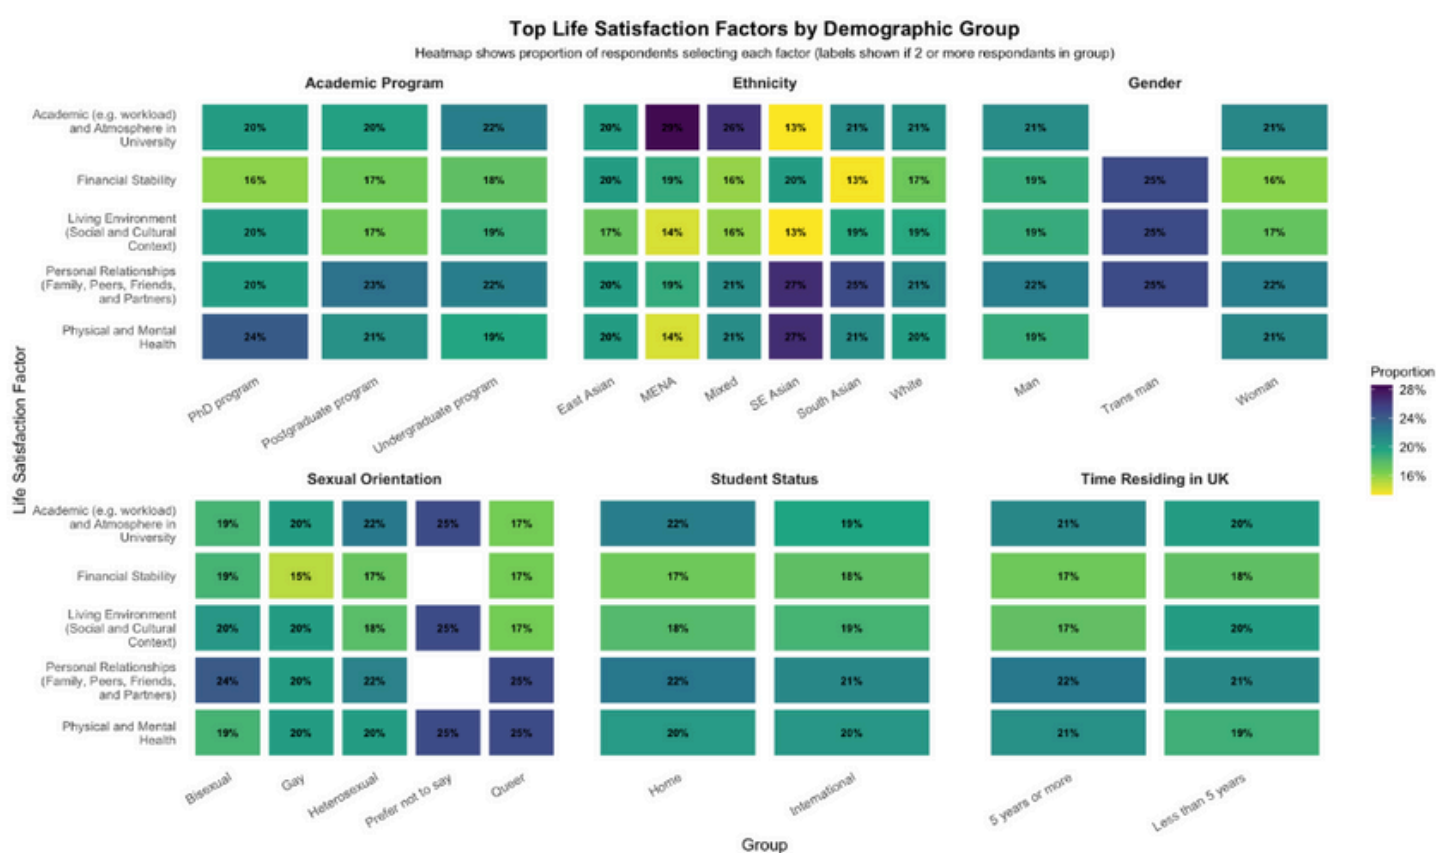 Top Life Satisfaction Factors by Demographic Group
Heatmap shows proportion of respondents selecting each factor (labels shown if 2 or more respondants in group)
Life Satisfaction Factor
Academic Program
Academic (e.g. workload)
and Atmosphere in
University
20% 20% 22%
Financial Stability
16% 17% 18%
Living Environment
(Social and Cultural
Context)
20% 17% 19%
Personal Relationships
(Family, Peers, Friends,
and Partners)
20% 23% 22%
Physical and Mental
Health
24% 21% 19%
PhD program
Postgraduate program
Undergraduate program
Ethnicity
20% 29% 26% 13% 21% 21%
20% 19% 16% 20% 13% 17%
17% 14% 16% 13% 19% 19%
20% 19% 21% 27% 25% 21%
20% 14% 21% 27% 21% 20%
East Asian
MENA
Mixed
SE Asian
South Asian
White
Gender
21% 21%
19% 25% 16%
19% 25% 17%
22% 25% 22%
19% 21%
Man
Trans man
Woman
Proportion
28%
24%
20%
16%
Sexual Orientation
Academic (e.g. workload)
and Atmosphere in
University
19% 20% 22% 25% 17%
Financial Stability
19% 15% 17% 17%
Living Environment
(Social and Cultural
Context)
20% 20% 18% 25% 17%
Personal Relationships
(Family, Peers, Friends,
and Partners)
24% 20% 22% 25%
Physical and Mental
Health
19% 20% 20% 25% 25%
Bisexual
Gay
Heterosexual
Prefer not to say
Queer
Student Status
22% 19%
17% 18%
18% 19%
22% 21%
20% 20%
Home
International
Time Residing in UK
21% 20%
17% 18%
17% 20%
22% 21%
21% 19%
5 years or more
Less than 5 years
Group